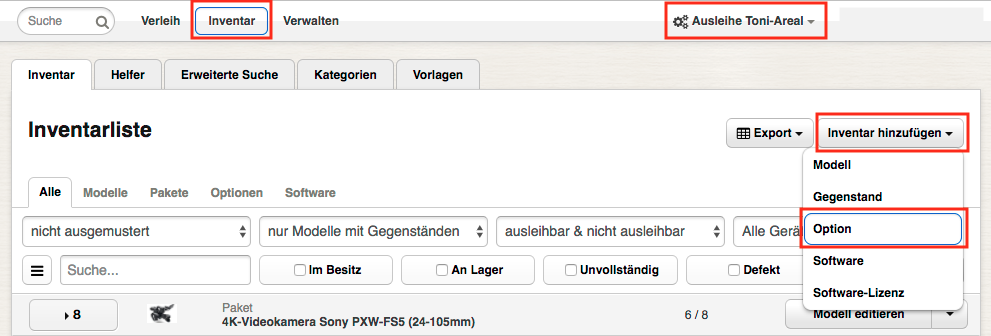 Suche Verleih Inventar Verwalten Ausleihe Toni-Areal
Inventar Helfer Erweiterte Suche Kategorien Vorlagen
Inventarliste Export Inventar hinzufügen
Modell
Gegenstand
Option
Software
Software-Lizenz
Alle Modelle Pakete Optionen Software
nicht ausgemustert nur Modelle mit Gegenständen ausleihbar & nicht ausleihbar Alle Gerä
Suche... Im Besitz An Lager Unvollständig Defekt
8 Paket
4K-Videokamera Sony PXW-FS5 (24-105mm) 6 / 8 Modell editieren